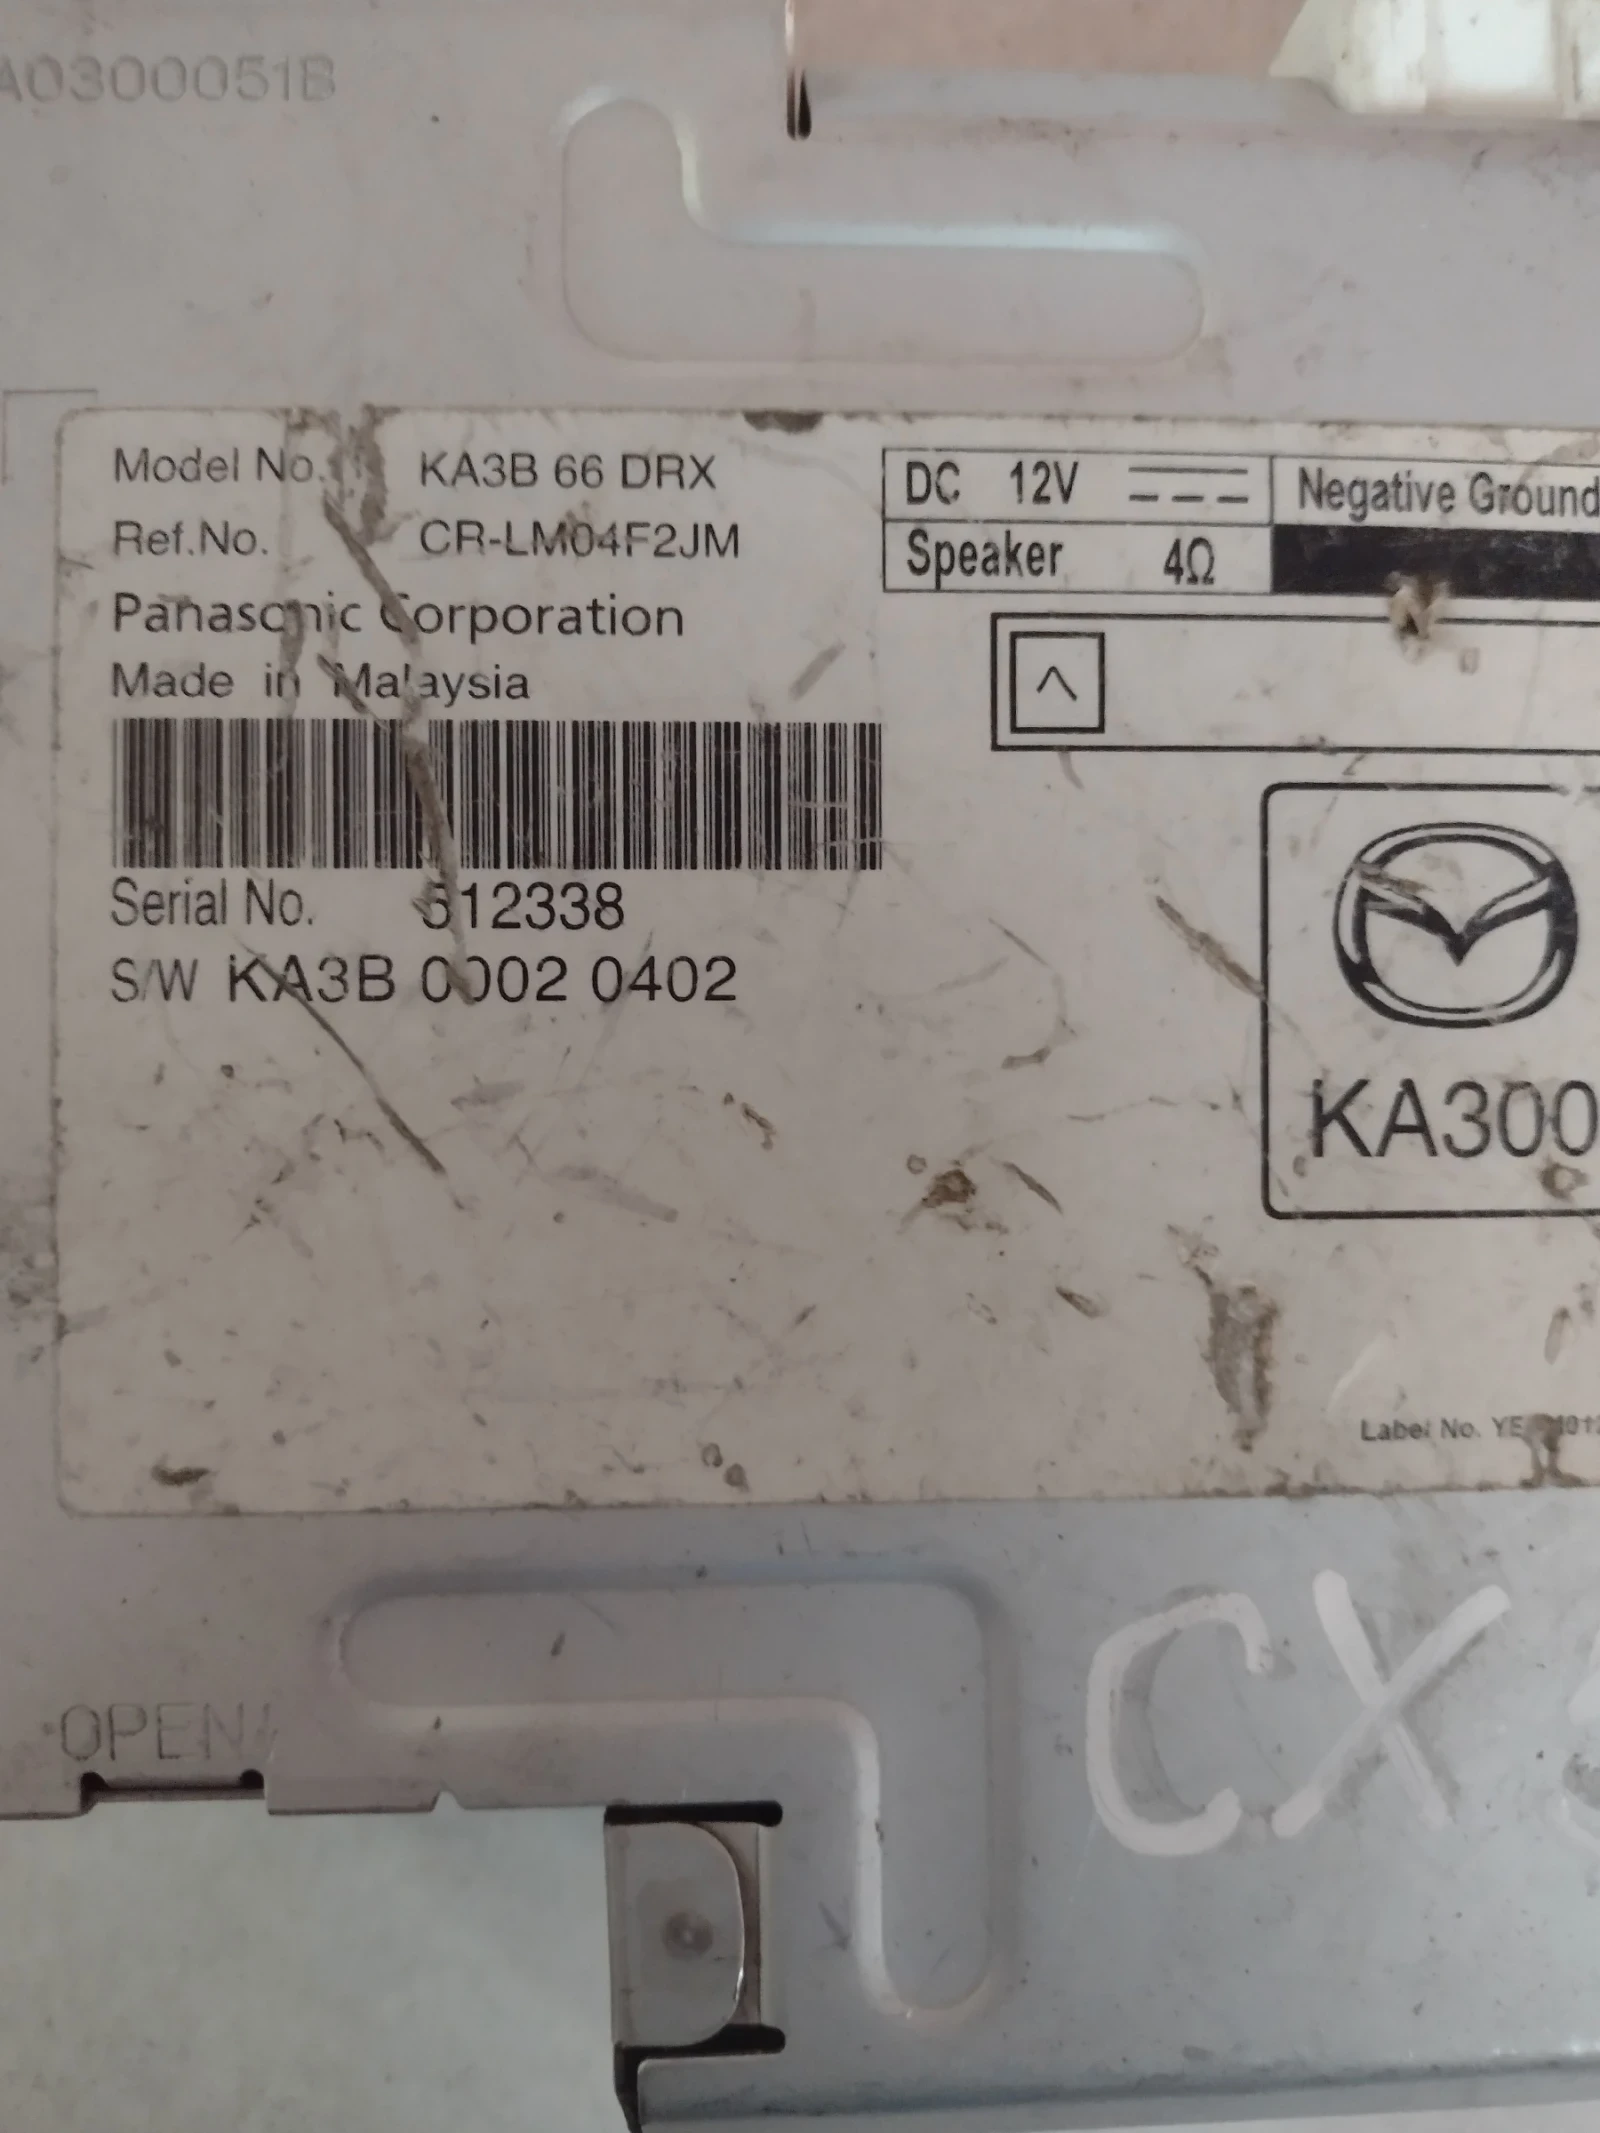 A0300051B
Model No. KA3B 66 DRX
Ref.No. CR-LM04F2JM
Panasonic Corporation
Made in Malaysia
Serial No. 512338
S/W KA3B 0002 0402
DC 12V Negative Ground
Speaker 4Ω
KA300
Label No. YE
OPEN
CX